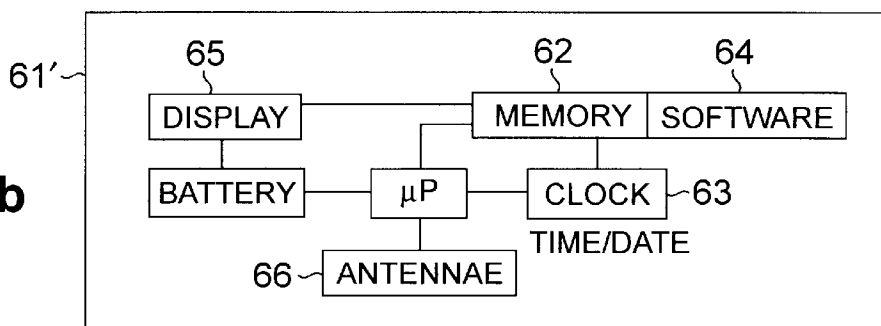 65 62 64
61′
DISPLAY MEMORY SOFTWARE
b
BATTERY μP CLOCK 63
TIME/DATE
66 ANTENNAE